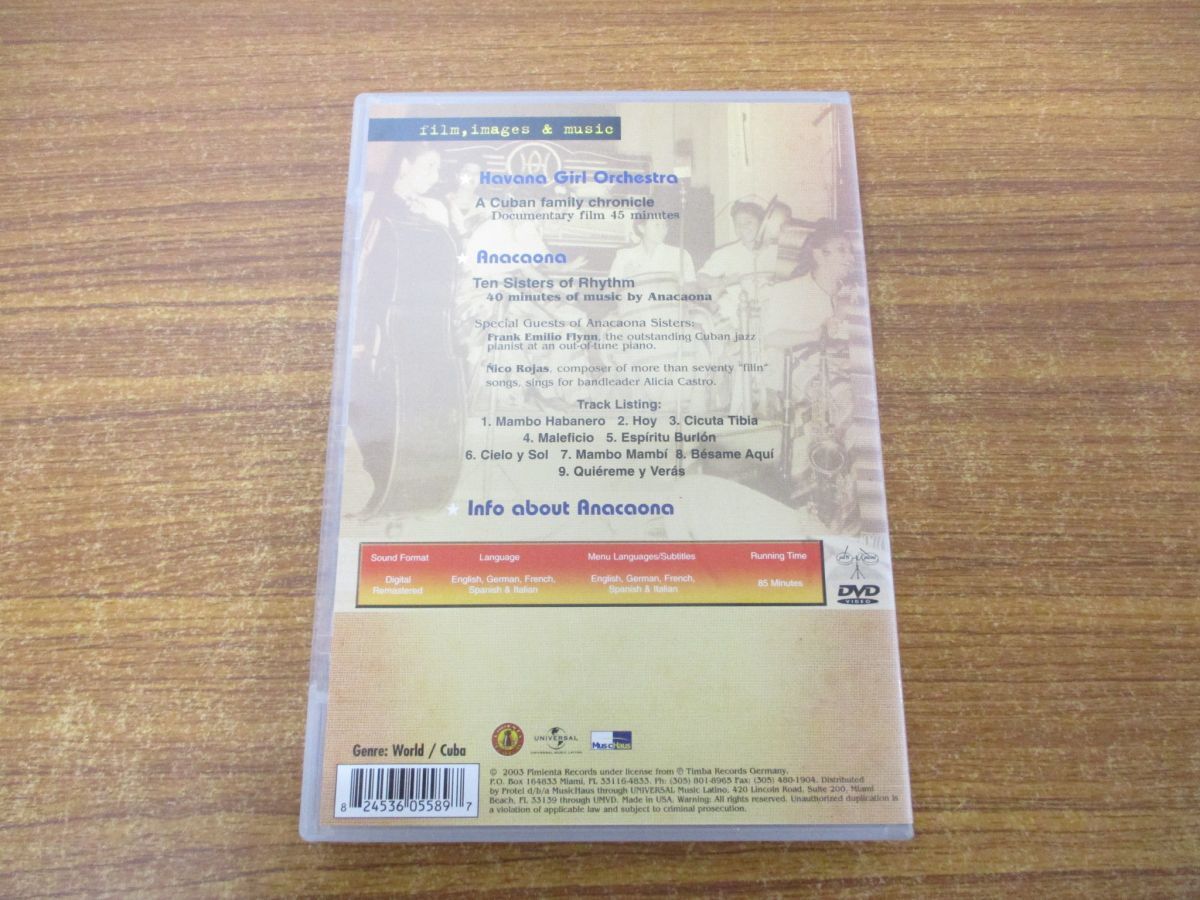 film, images & music
Havana Girl Orchestra
A Cuban family chronicle
Documentary film 45 minutes
Anacaona
Ten Sisters of Rhythm
40 minutes of music by Anacaona
Special Guests of Anacaona Sisters:
Frank Emilio Flynn, the outstanding Cuban jazz
pianist at an out-of-tune piano.
Ñico Rojas, composer of more than seventy "filin"
songs, sings for bandleader Alicia Castro.
Track Listing:
1. Mambo Habanero 2. Hoy 3. Cicuta Tibia
4. Maleficio 5. Espíritu Burlón
6. Cielo y Sol 7. Mambo Mambí 8. Bésame Aquí
9. Quiéreme y Verás
Info about Anacaona
Sound Format Language Menu Languages/Subtitles Running Time
Digital English, German, French, English, German, French, 85 Minutes
Remastered Spanish & Italian Spanish & Italian
DVD
VIDEO
UNIVERSAL
UNIVERSAL MUSIC LATINO
MusicHaus
Genre: World / Cuba
8 24536 05589 7
© 2003 Pimienta Records under license from ℗ Timba Records Germany.
P.O. Box 164833 Miami, FL 33116-4833. Ph: (305) 801-8965 Fax: (305) 480-1904. Distributed
by Protel d/b/a MusicHaus through UNIVERSAL Music Latino, 420 Lincoln Road, Suite 200, Miami
Beach, FL 33139 through UMVD. Made in USA. Warning: All rights reserved. Unauthorized duplication is
a violation of applicable law and subject to criminal prosecution.